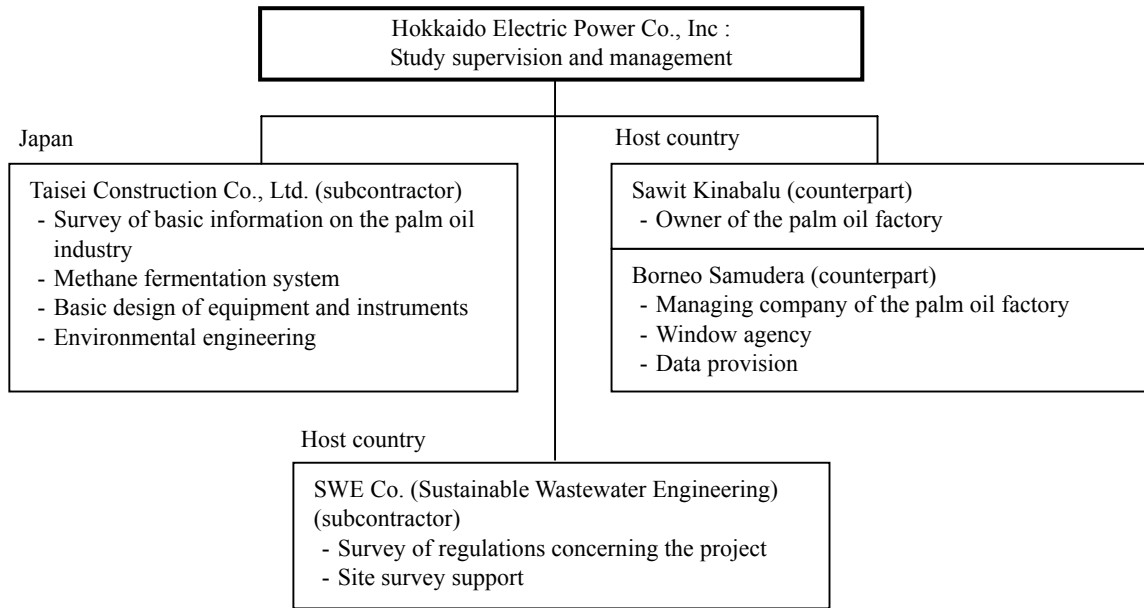 Hokkaido Electric Power Co., Inc :
Study supervision and management
Japan
Taisei Construction Co., Ltd. (subcontractor)
- Survey of basic information on the palm oil
industry
- Methane fermentation system
- Basic design of equipment and instruments
- Environmental engineering
Host country
Sawit Kinabalu (counterpart)
- Owner of the palm oil factory
Borneo Samudera (counterpart)
- Managing company of the palm oil factory
- Window agency
- Data provision
Host country
SWE Co. (Sustainable Wastewater Engineering)
(subcontractor)
- Survey of regulations concerning the project
- Site survey support